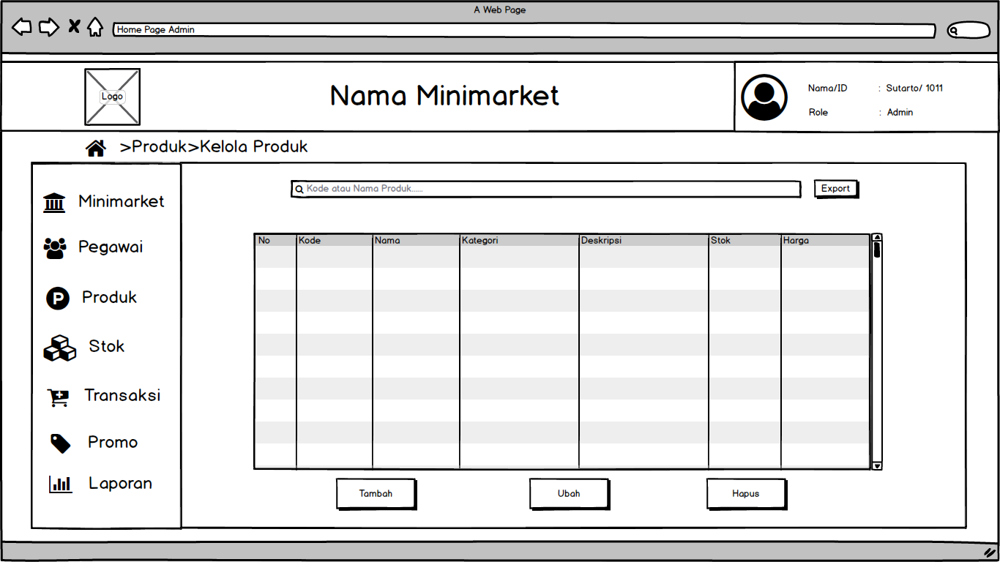 A Web Page
Home Page Admin
Logo
Nama Minimarket
Nama/ID : Sutarto/ 1011
Role : Admin
>Produk>Kelola Produk
Minimarket
Pegawai
P
Produk
Stok
Transaksi
Promo
Laporan
Kode atau Nama Produk......
Export
No Kode Nama Kategori Deskripsi Stok Harga
Tambah Ubah Hapus